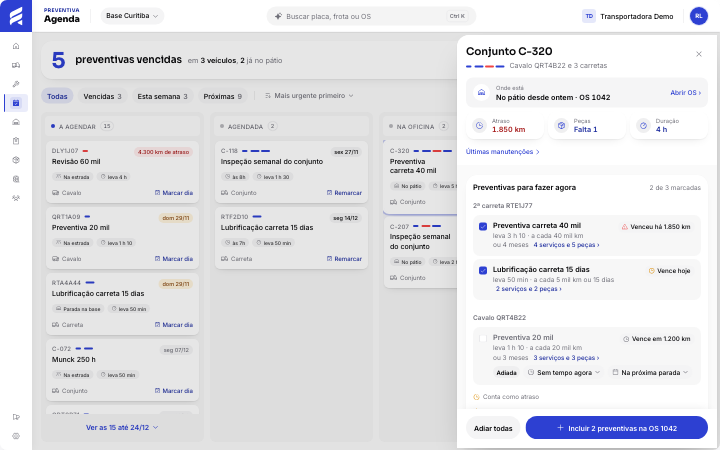 PREVENTIVA
Agenda
Base Curitiba
Buscar placa, frota ou OS
Ctrl K
TD
Transportadora Demo
RL
5 preventivas vencidas em 3 veículos, 2 já no pátio
Todas
Vencidas 3
Esta semana 3
Próximas 9
Mais urgente primeiro
A AGENDAR 15
DLY1J07
4.300 km de atraso
Revisão 60 mil
Na estrada
leva 4 h
Cavalo
Marcar dia
QRT1A09
dom 29/11
Preventiva 20 mil
Na estrada
leva 1 h 10
Cavalo
Marcar dia
RTA4A44
dom 29/11
Lubrificação carreta 15 dias
Parada na base
leva 50 min
Carreta
Marcar dia
C-072
seg 07/12
Munck 250 h
Na estrada
leva 50 min
Conjunto
Marcar dia
Ver as 15 até 24/12
AGENDADA 2
C-118
sex 27/11
Inspeção semanal do conjunto
às 8h
leva 1 h 30
Conjunto
Remarcar
RTF2D10
seg 14/12
Lubrificação carreta 15 dias
às 7h
leva 50 min
Carreta
Remarcar
NA OFICINA 2
C-320
Preventiva
carreta 40 mil
No pátio
Conjunto
C-207
Inspeção semanal
do conjunto
No pátio
Conjunto
Conjunto C-320
Cavalo QRT4B22 e 3 carretas
Onde está
No pátio desde ontem · OS 1042
Abrir OS ›
Atraso
1.850 km
Peças
Falta 1
Duração
4 h
Últimas manutenções ›
Preventivas para fazer agora
2 de 3 marcadas
2ª carreta RTE1J77
Preventiva carreta 40 mil
Venceu há 1.850 km
leva 3 h 10 · a cada 40 mil km
ou 4 meses 4 serviços e 5 peças ›
Lubrificação carreta 15 dias
Vence hoje
leva 50 min · a cada 5 mil km ou 15 dias
2 serviços e 2 peças ›
Cavalo QRT4B22
Preventiva 20 mil
Vence em 1.200 km
leva 1 h 10 · a cada 20 mil km
ou 3 meses 3 serviços e 3 peças ›
Adiada
Sem tempo agora
Na próxima parada
Conta como atraso
Adiar todas
Incluir 2 preventivas na OS 1042